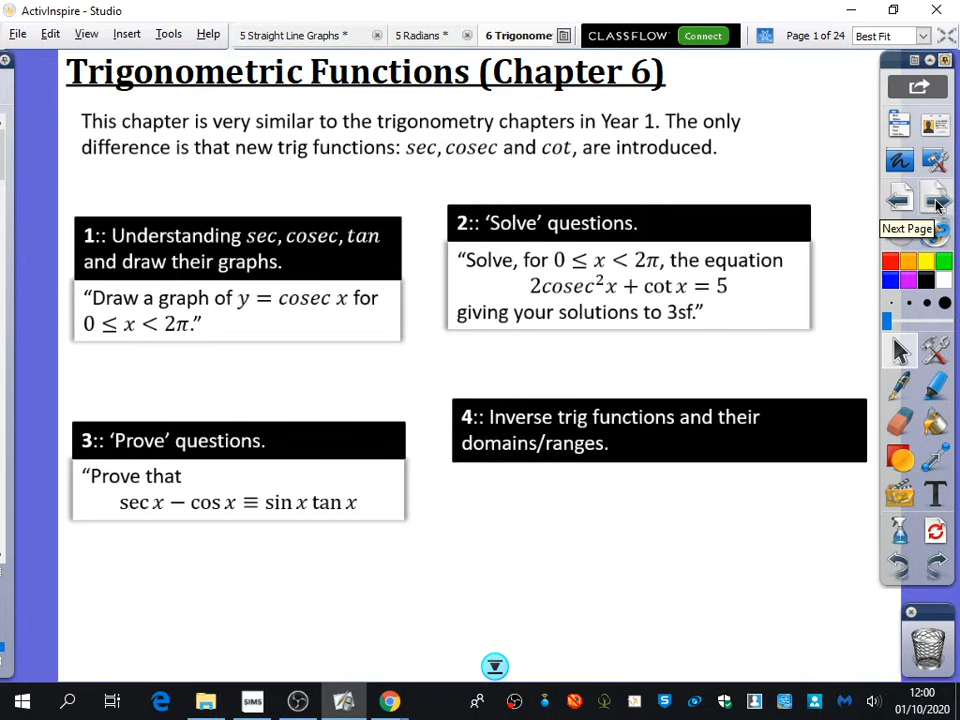 ActivInspire - Studio
File Edit View Insert Tools Help 5 Straight Line Graphs * 5 Radians * 6 Trigonome CLASSFLOW Connect Page 1 of 24 Best Fit
Trigonometric Functions (Chapter 6)
This chapter is very similar to the trigonometry chapters in Year 1. The only
difference is that new trig functions: sec, cosec and cot, are introduced.
1:: Understanding sec, cosec, tan
and draw their graphs.
“Draw a graph of y = cosec x for
0 ≤ x < 2π.”
2:: ‘Solve’ questions.
“Solve, for 0 ≤ x < 2π, the equation
2cosec²x + cot x = 5
giving your solutions to 3sf.”
Next Page
3:: ‘Prove’ questions.
“Prove that
sec x − cos x ≡ sin x tan x
4:: Inverse trig functions and their
domains/ranges.
T
SIMS
12:00
01/10/2020